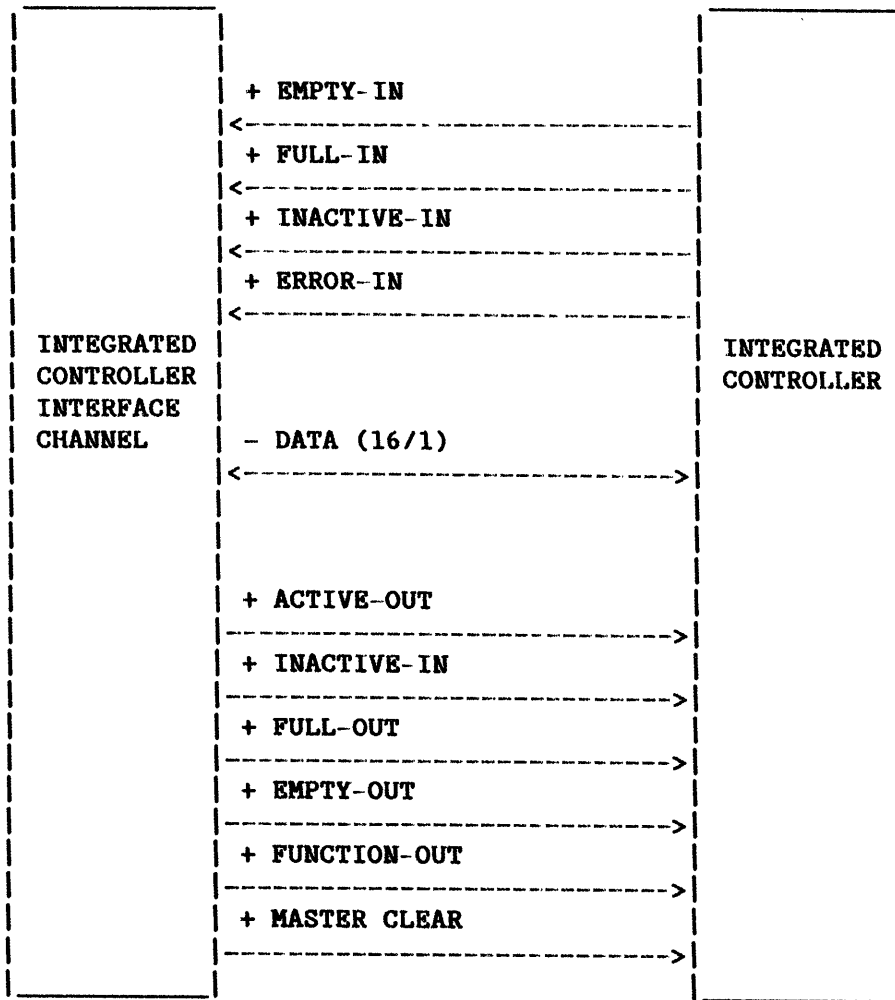 + EMPTY-IN
+ FULL-IN
+ INACTIVE-IN
+ ERROR-IN
INTEGRATED
CONTROLLER
INTERFACE
CHANNEL
- DATA (16/1)
INTEGRATED
CONTROLLER
+ ACTIVE-OUT
+ INACTIVE-IN
+ FULL-OUT
+ EMPTY-OUT
+ FUNCTION-OUT
+ MASTER CLEAR